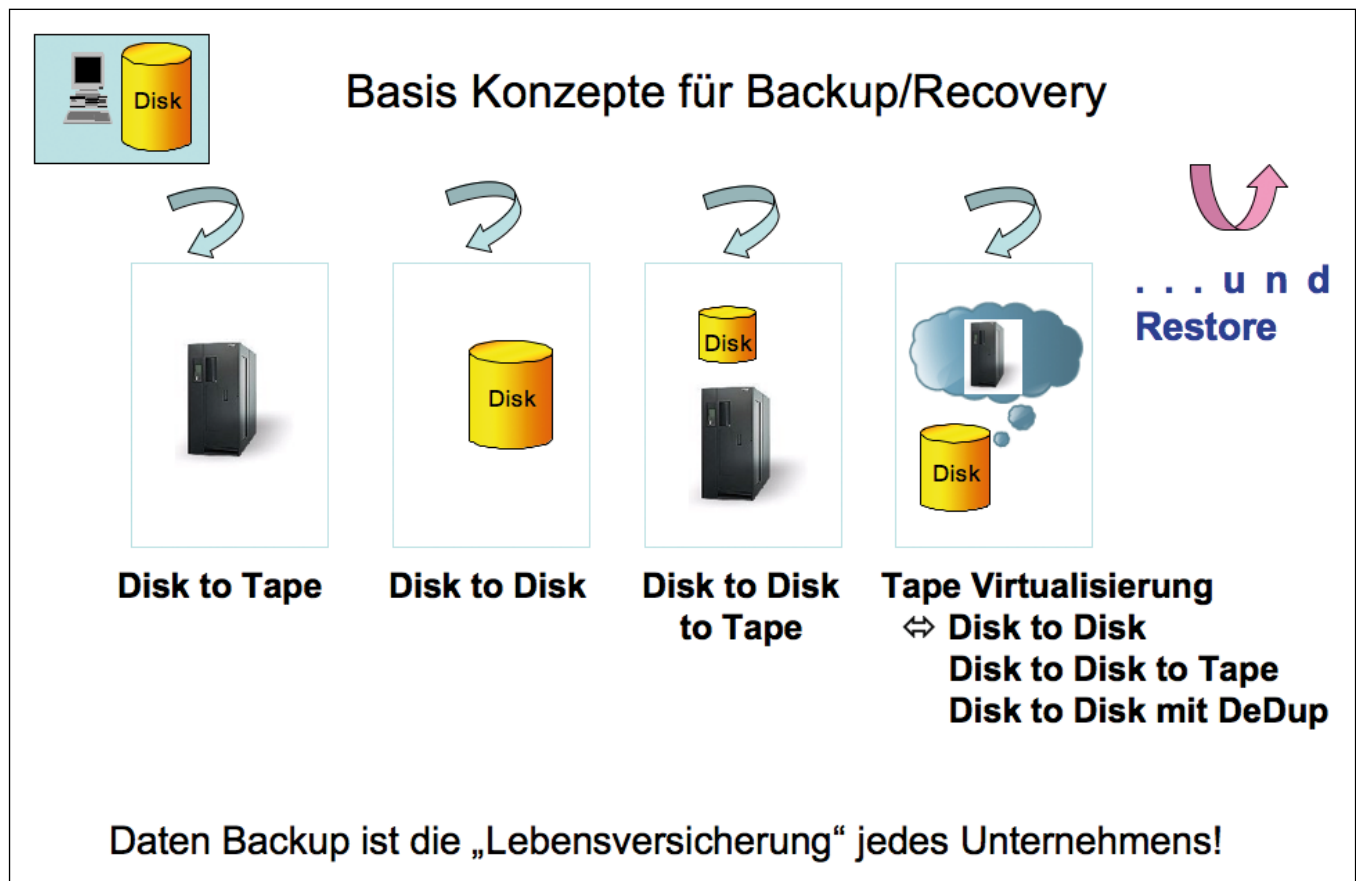 Disk
Basis Konzepte für Backup/Recovery
. . . u n d
Restore
Disk
Disk
Disk
Disk to Tape
Disk to Disk
Disk to Disk
to Tape
Tape Virtualisierung
⇔ Disk to Disk
Disk to Disk to Tape
Disk to Disk mit DeDup
Daten Backup ist die „Lebensversicherung“ jedes Unternehmens!